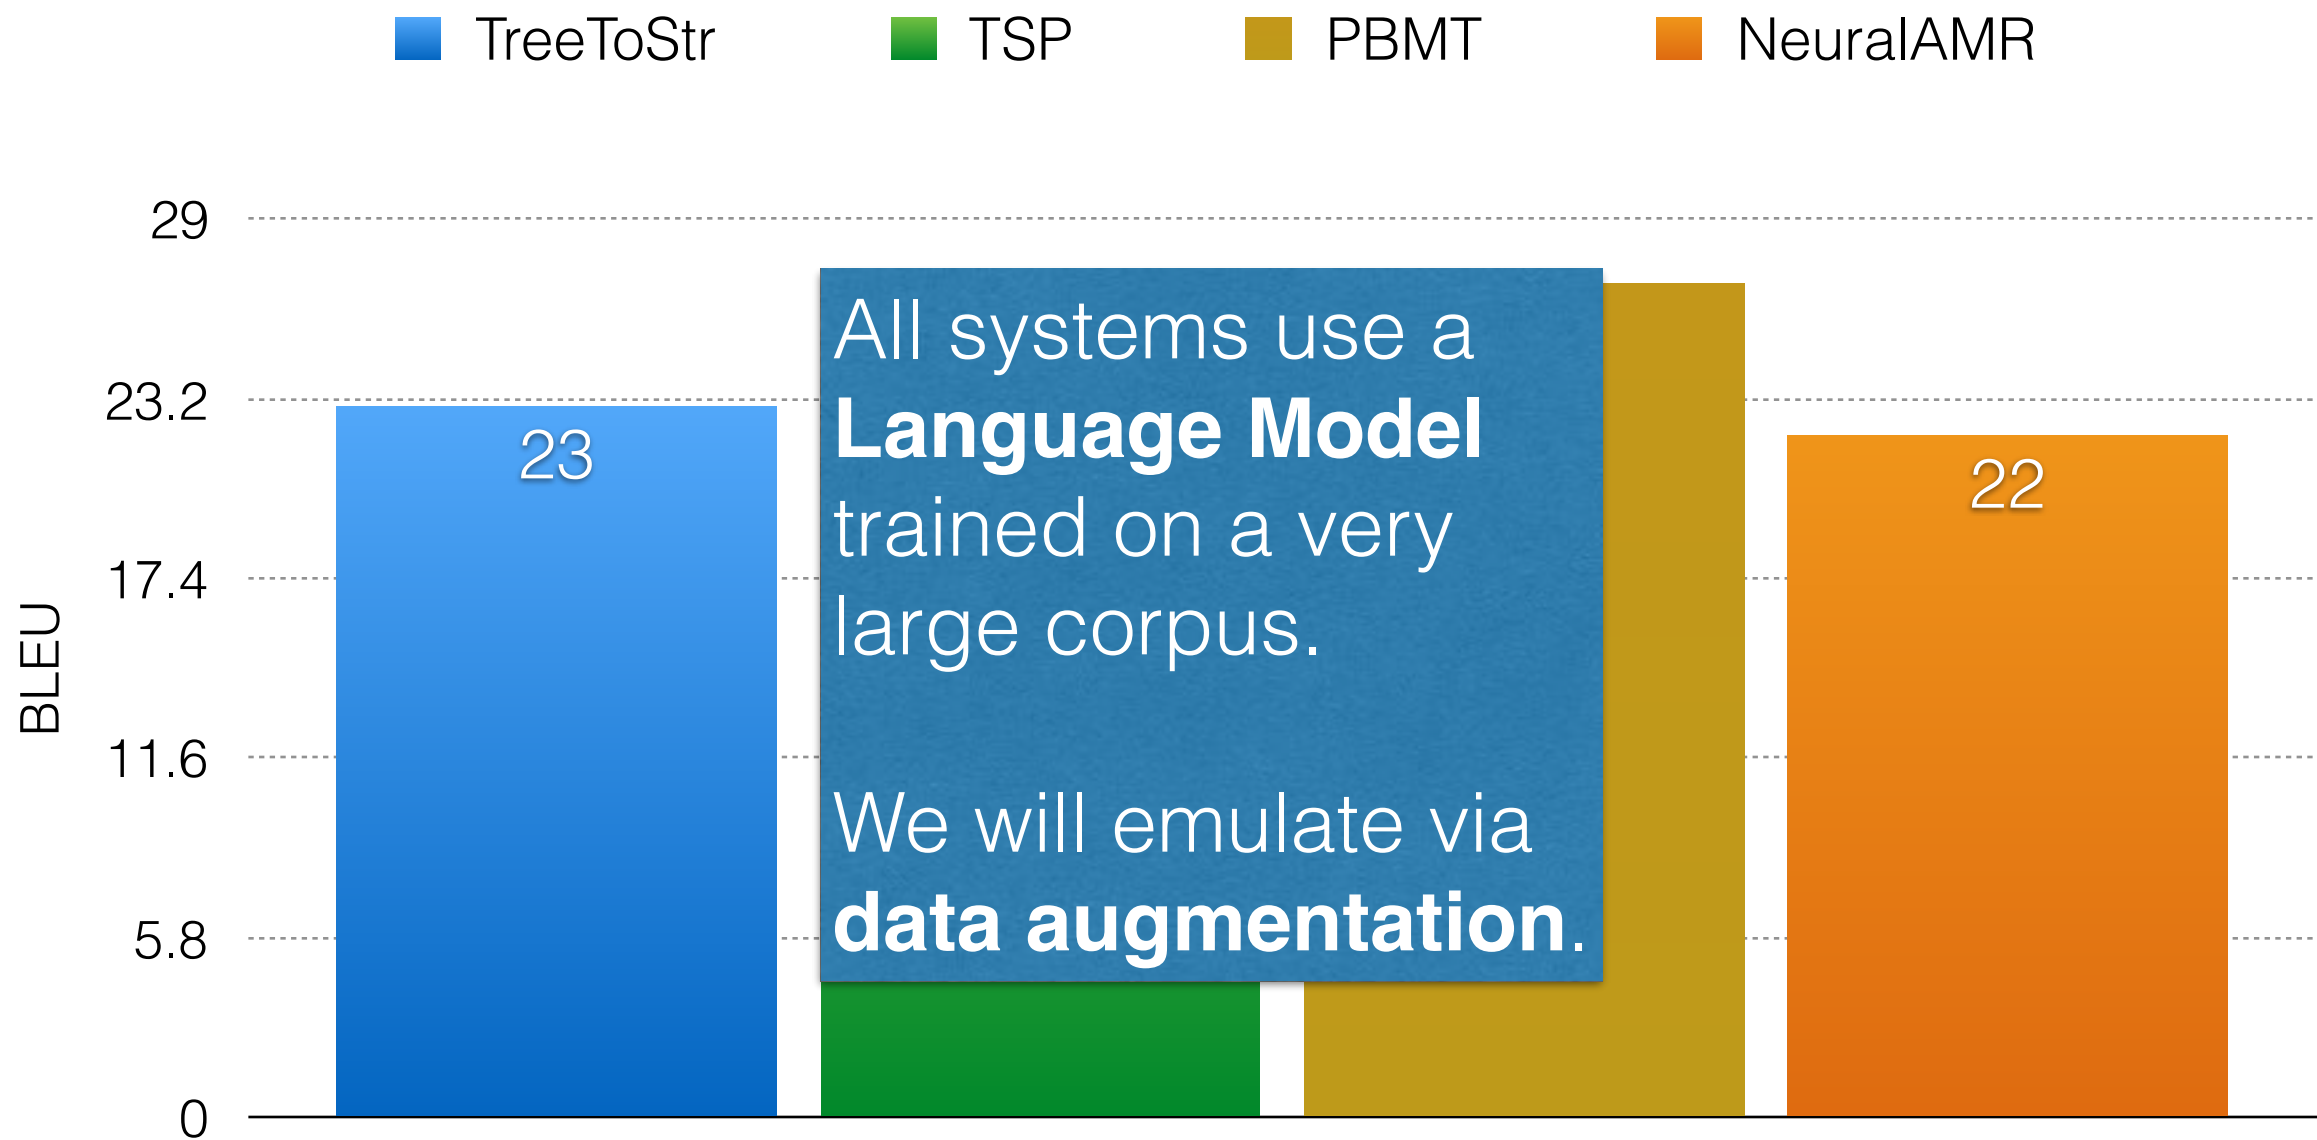 TreeToStr TSP PBMT NeuralAMR
29
23.2
17.4
11.6
5.8
0
BLEU
23
All systems use a
Language Model
trained on a very
large corpus.
We will emulate via
data augmentation.
22